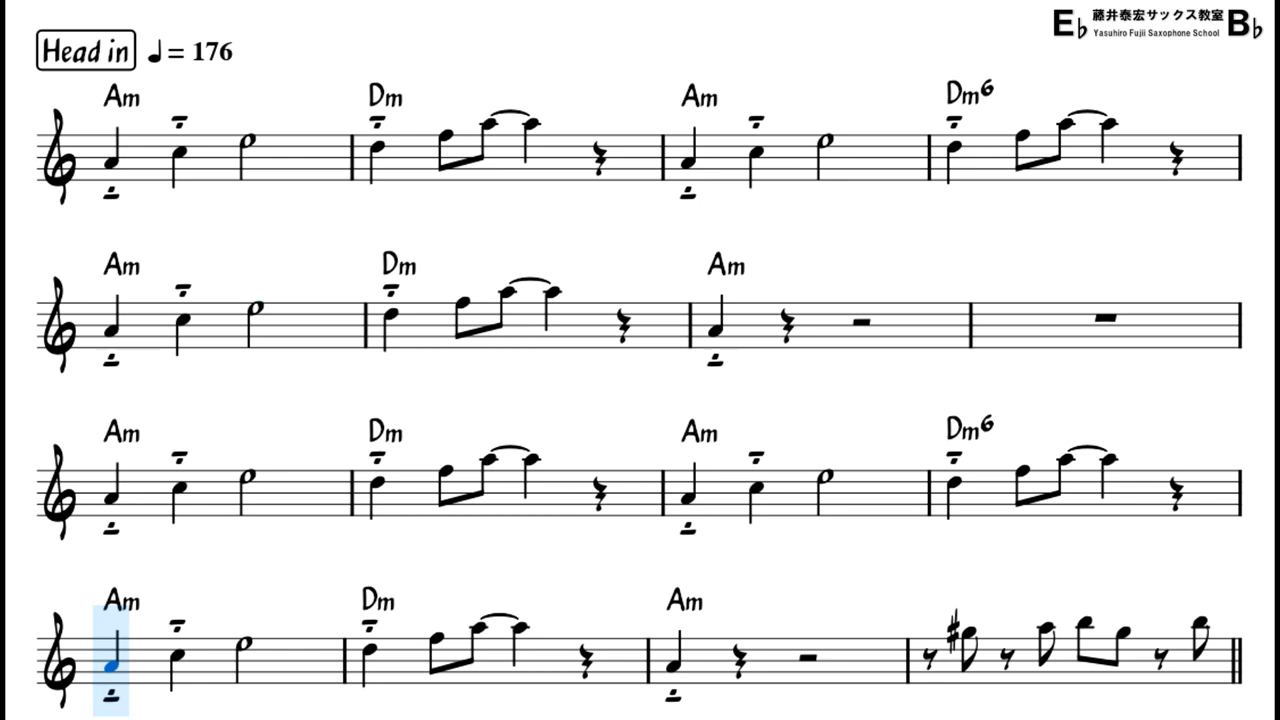 E♭ 藤井泰宏サックス教室 B♭
Yasuhiro Fujii Saxophone School
Head in ♩= 176
Am Dm Am Dm6
Am Dm Am
Am Dm Am Dm6
Am Dm Am